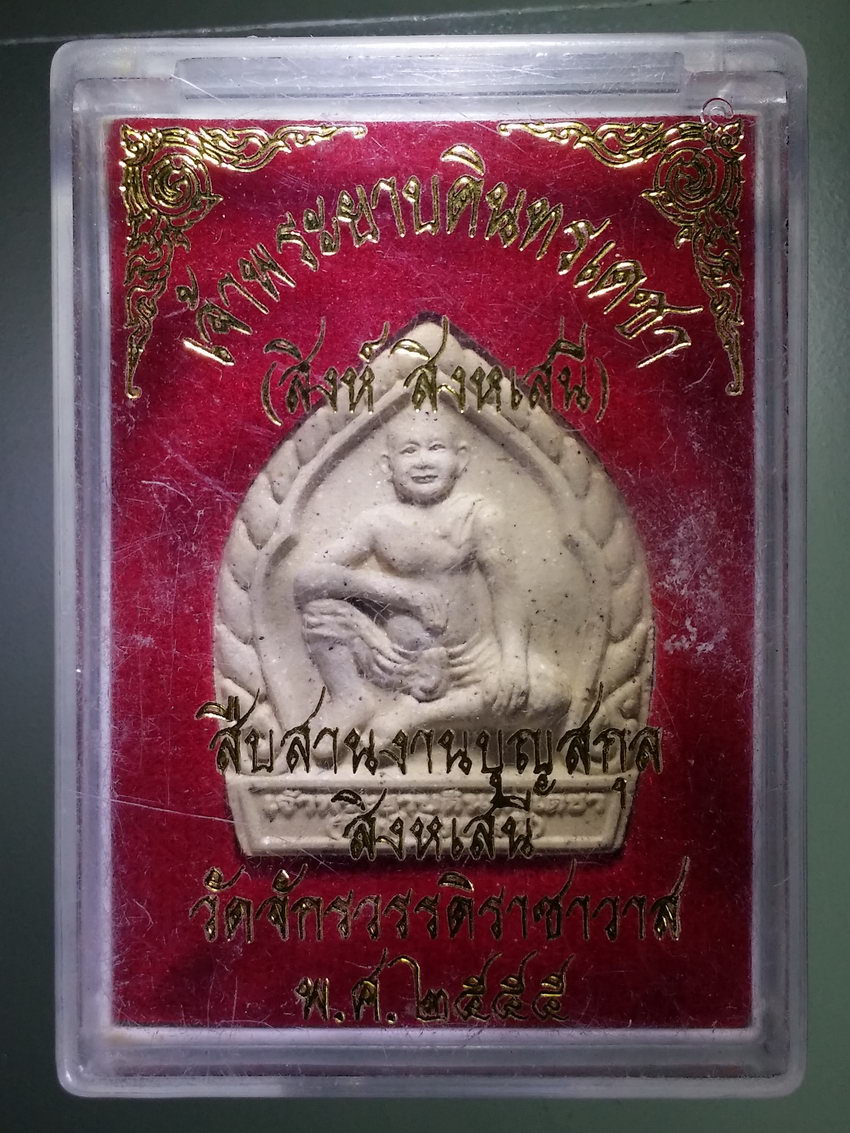 เจ้าพระยาบดินทรเดชา
(สิงห์ สิงหเสนี)
สืบสานงานบุญสกุล
สิงหเสนี
วัดจักรวรรดิราชาวาส
พ.ศ.๒๕๕๕